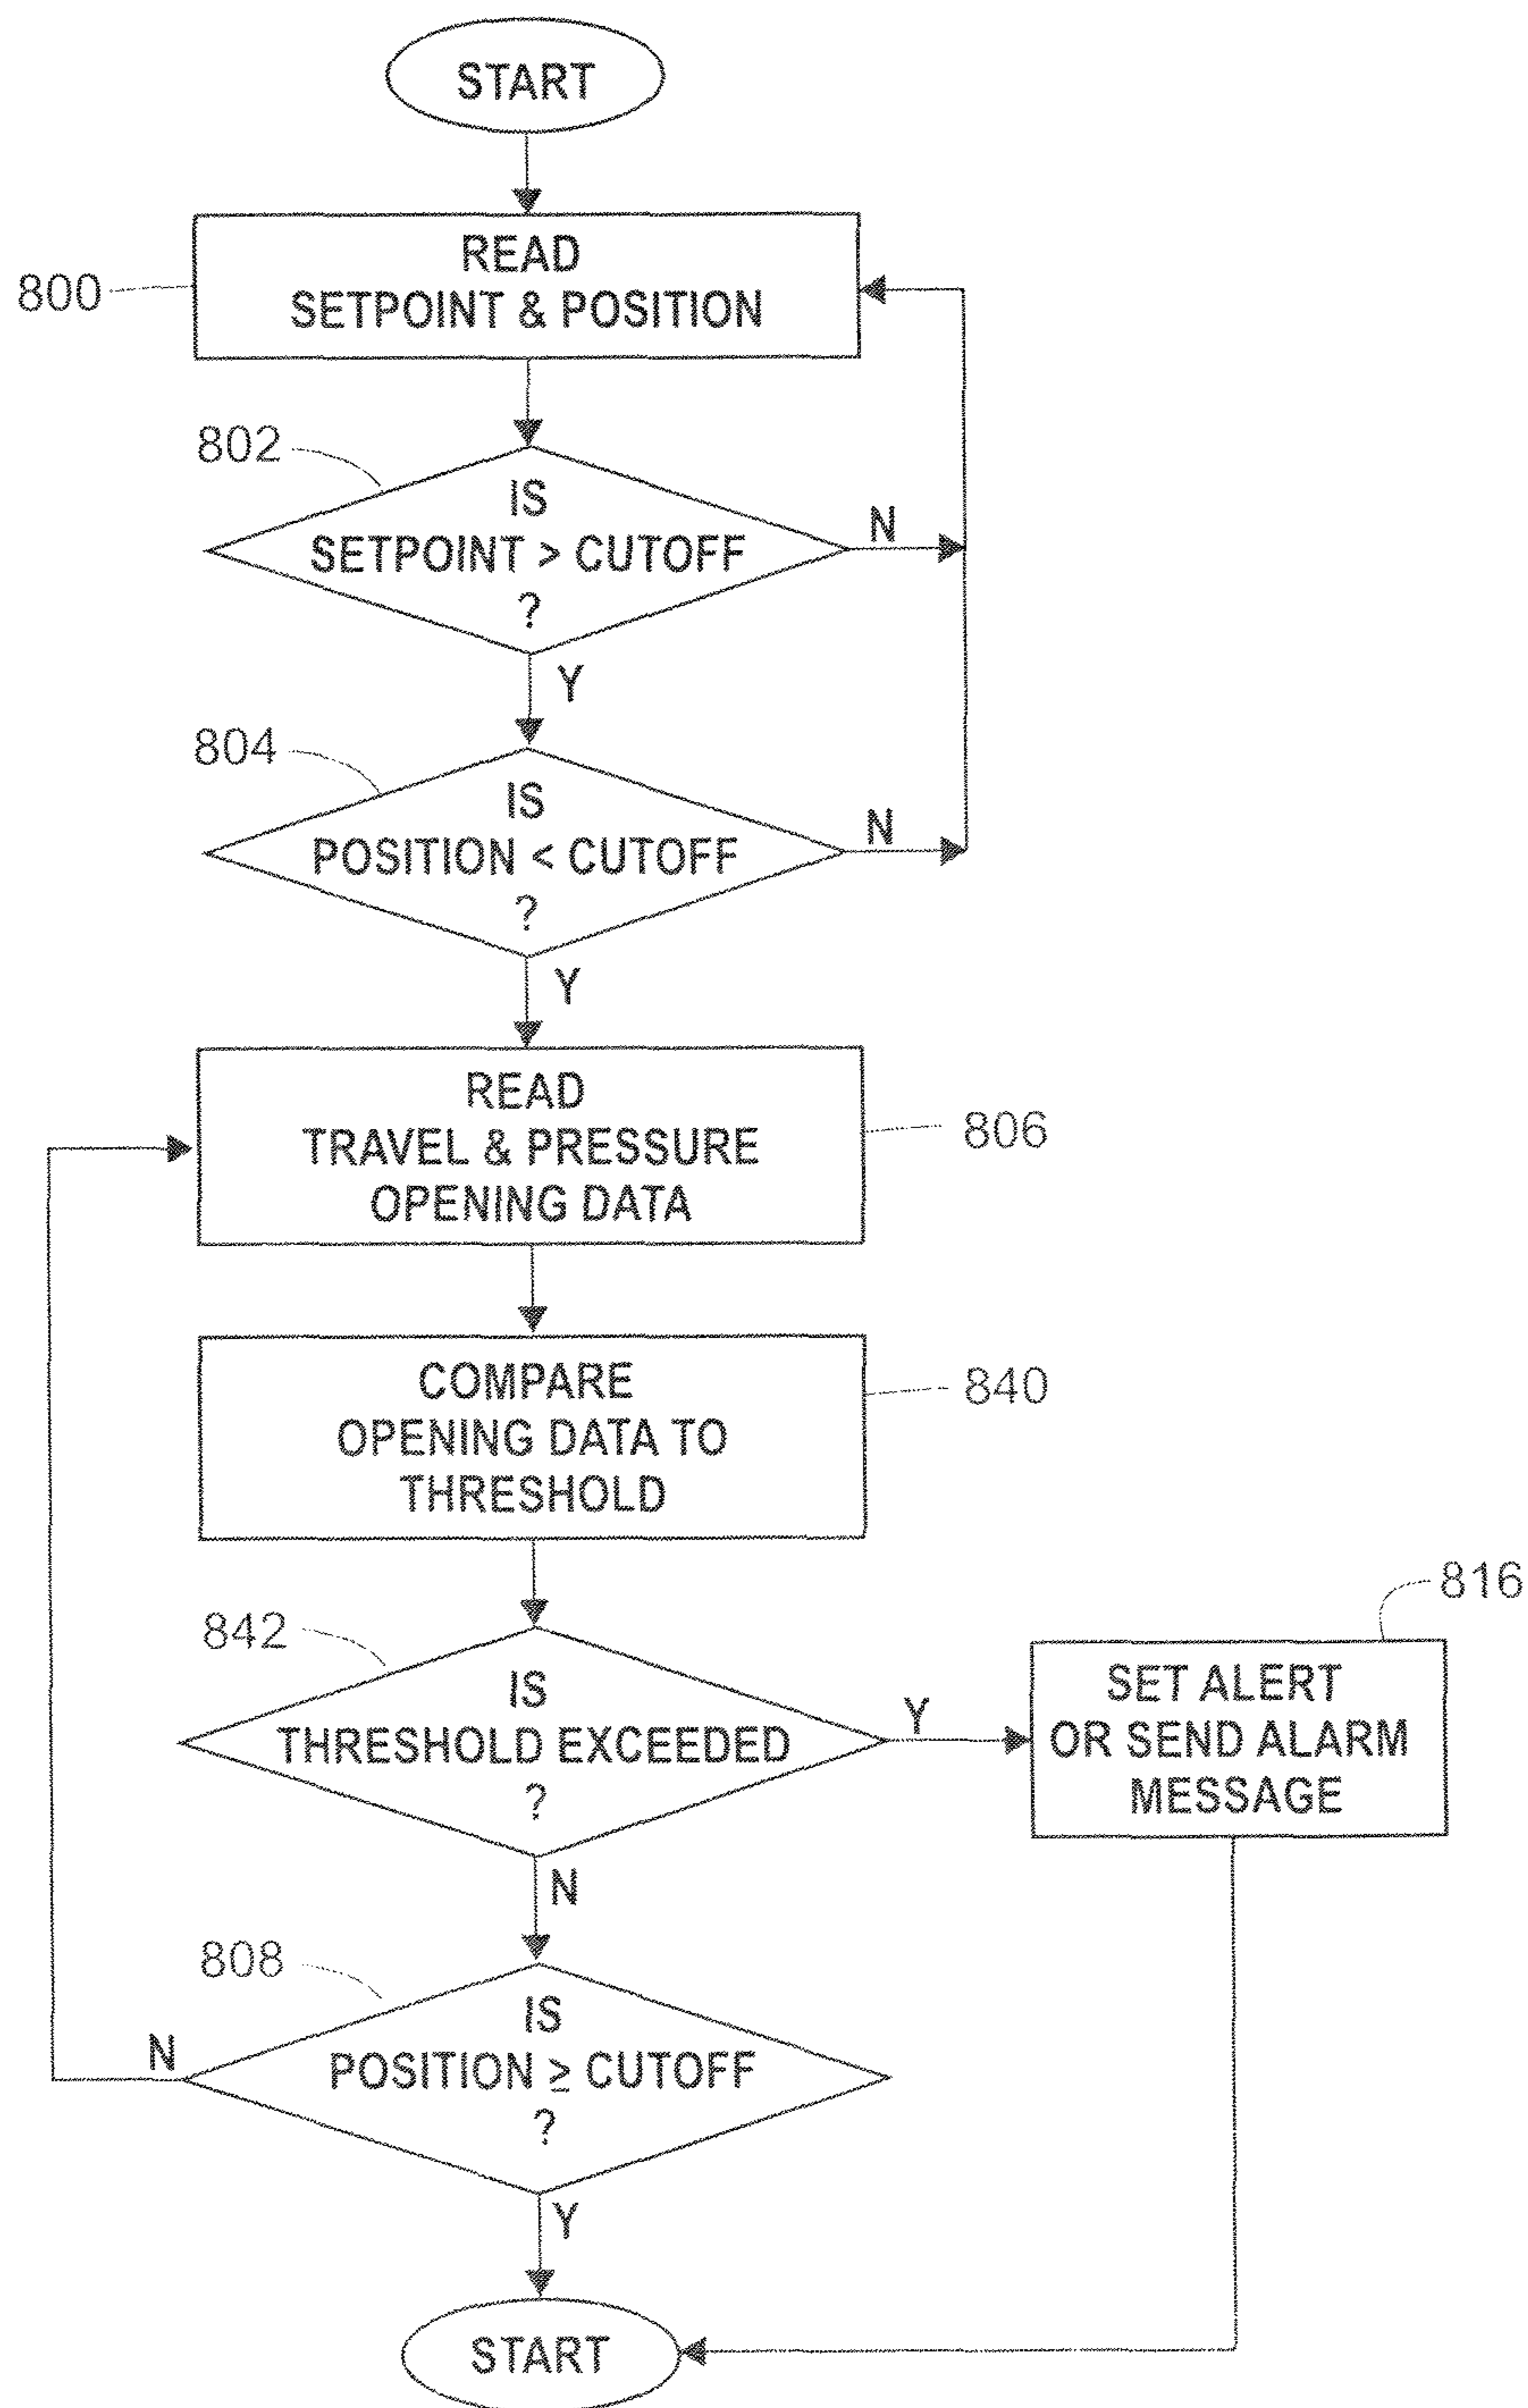 START
READ
SETPOINT & POSITION
800
802
IS
SETPOINT > CUTOFF
?
N
Y
804
IS
POSITION < CUTOFF
?
N
Y
READ
TRAVEL & PRESSURE
OPENING DATA
806
COMPARE
OPENING DATA TO
THRESHOLD
840
842
IS
THRESHOLD EXCEEDED
?
Y
816
SET ALERT
OR SEND ALARM
MESSAGE
N
808
IS
POSITION ≥ CUTOFF
?
N
Y
START